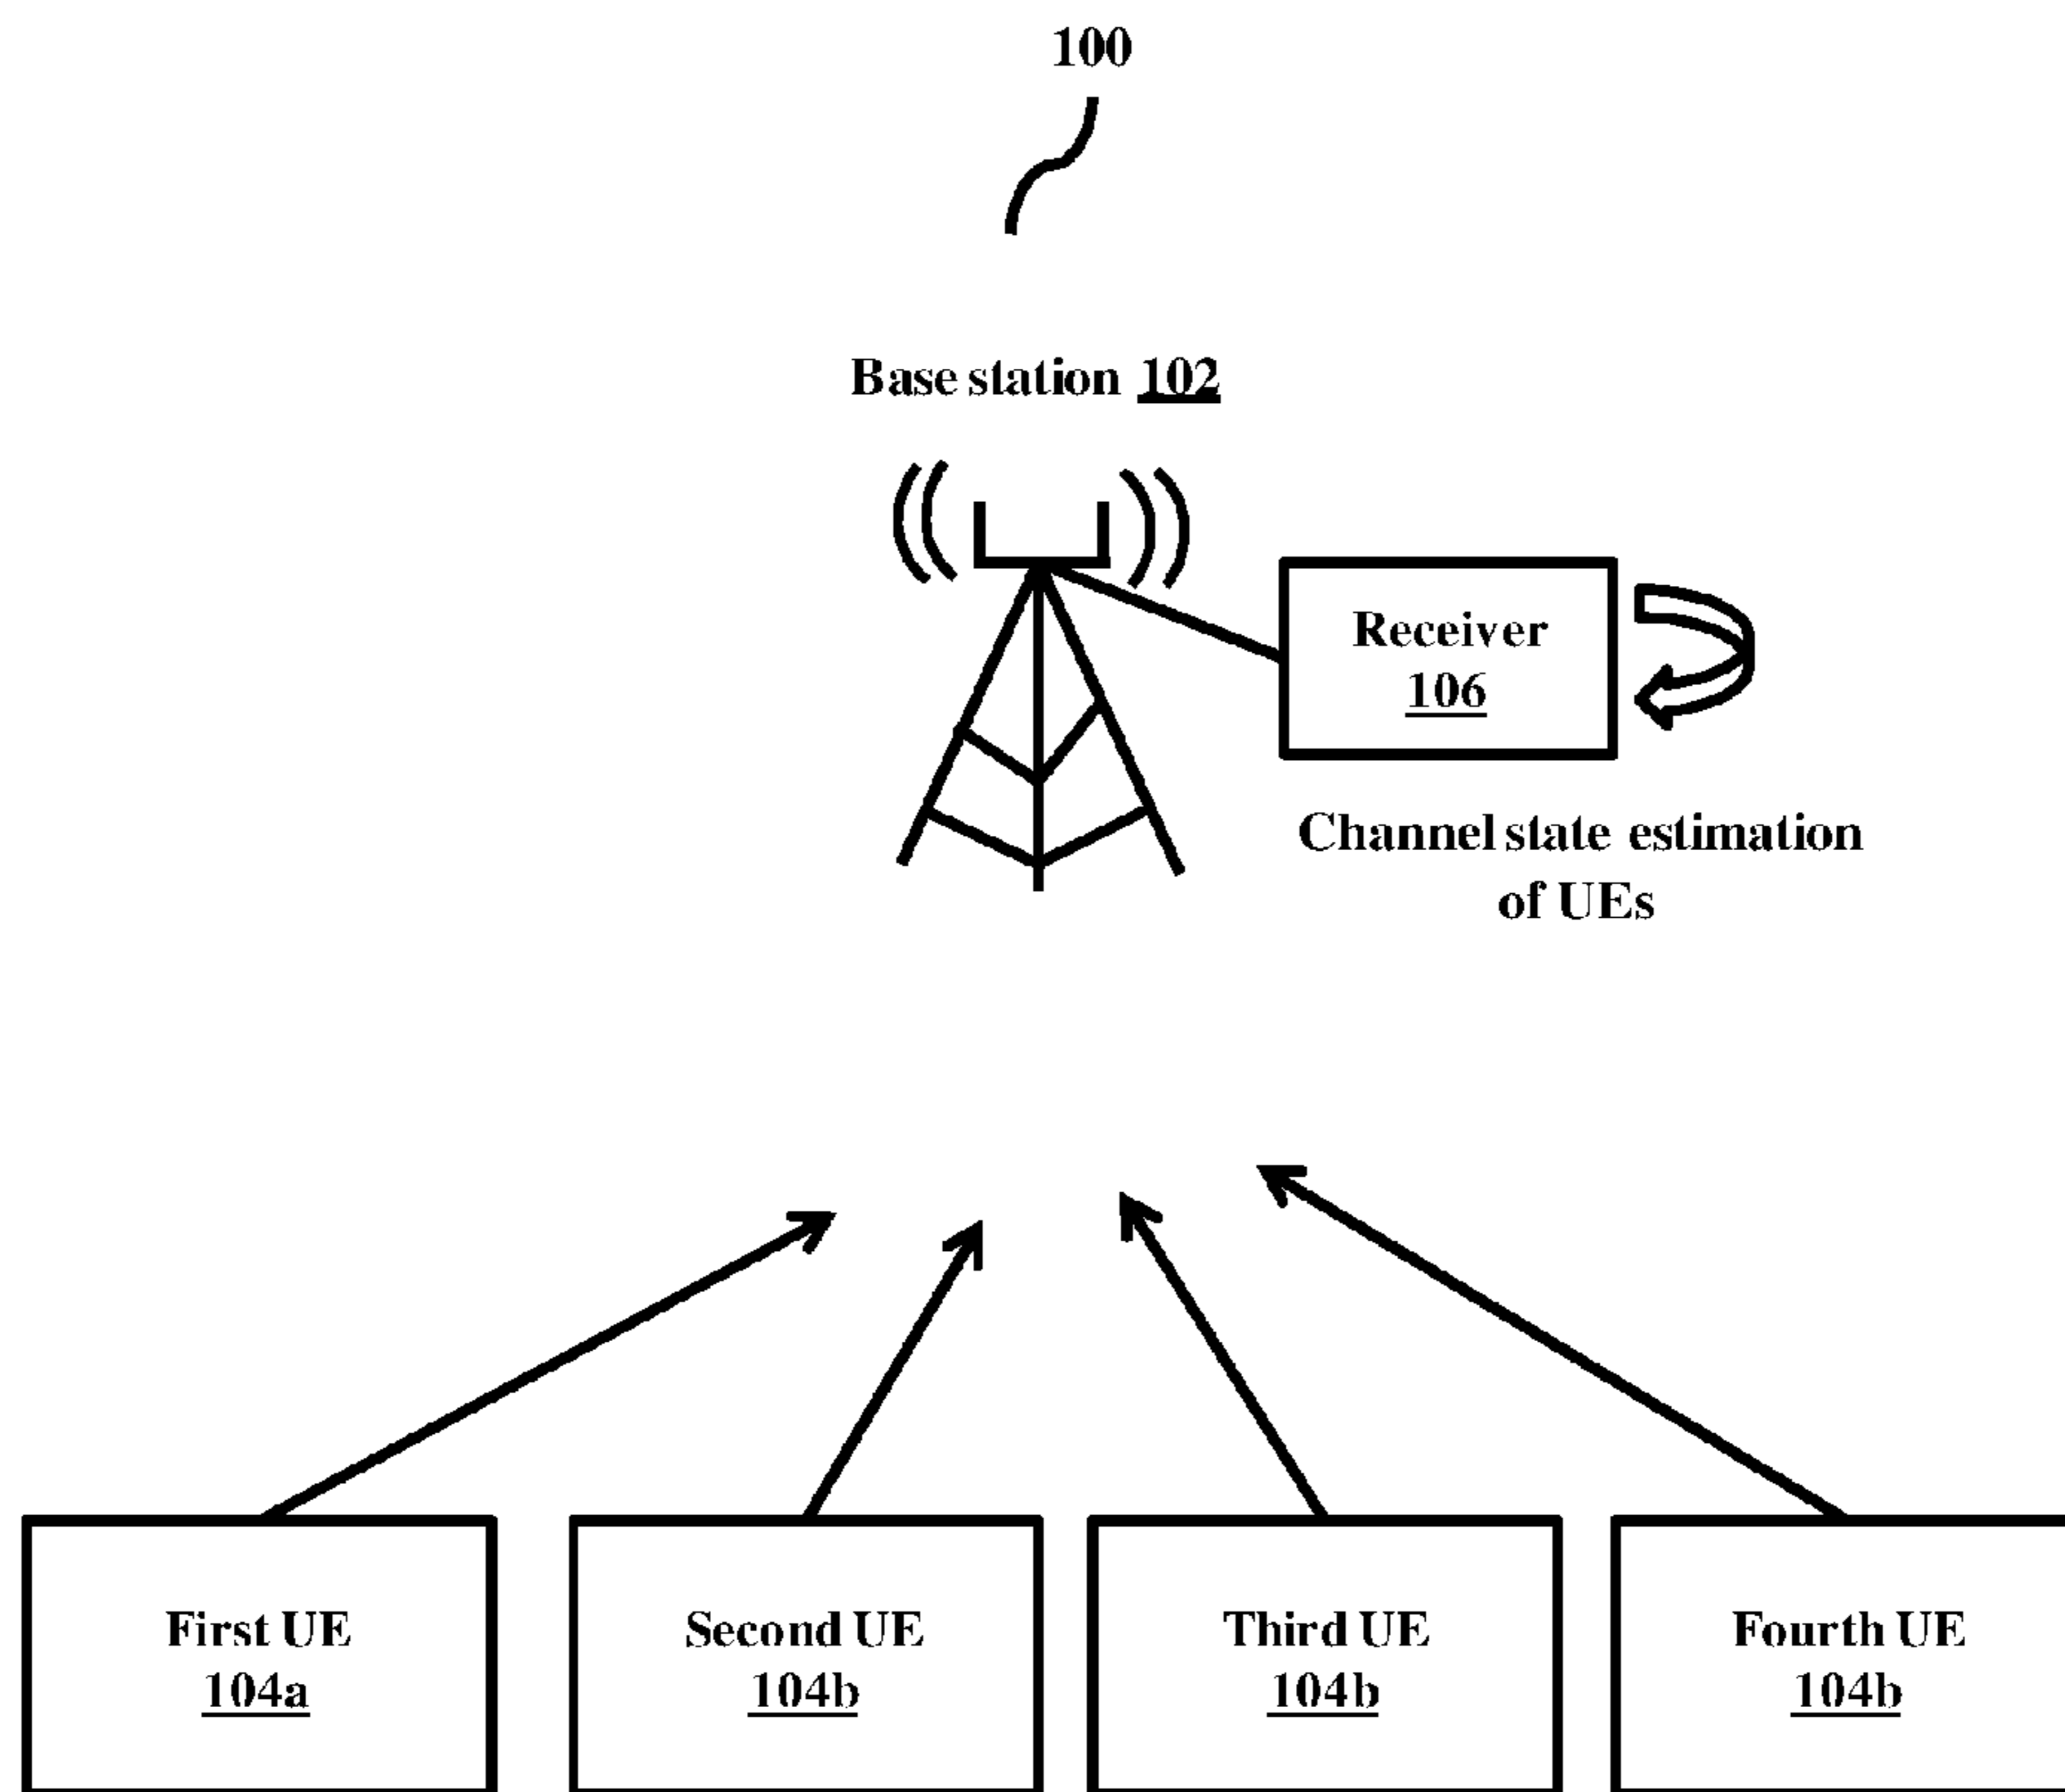 100
Base station 102
Receiver
106
Channel state estimation
of UEs
First UE
104a
Second UE
104b
Third UE
104b
Fourth UE
104b